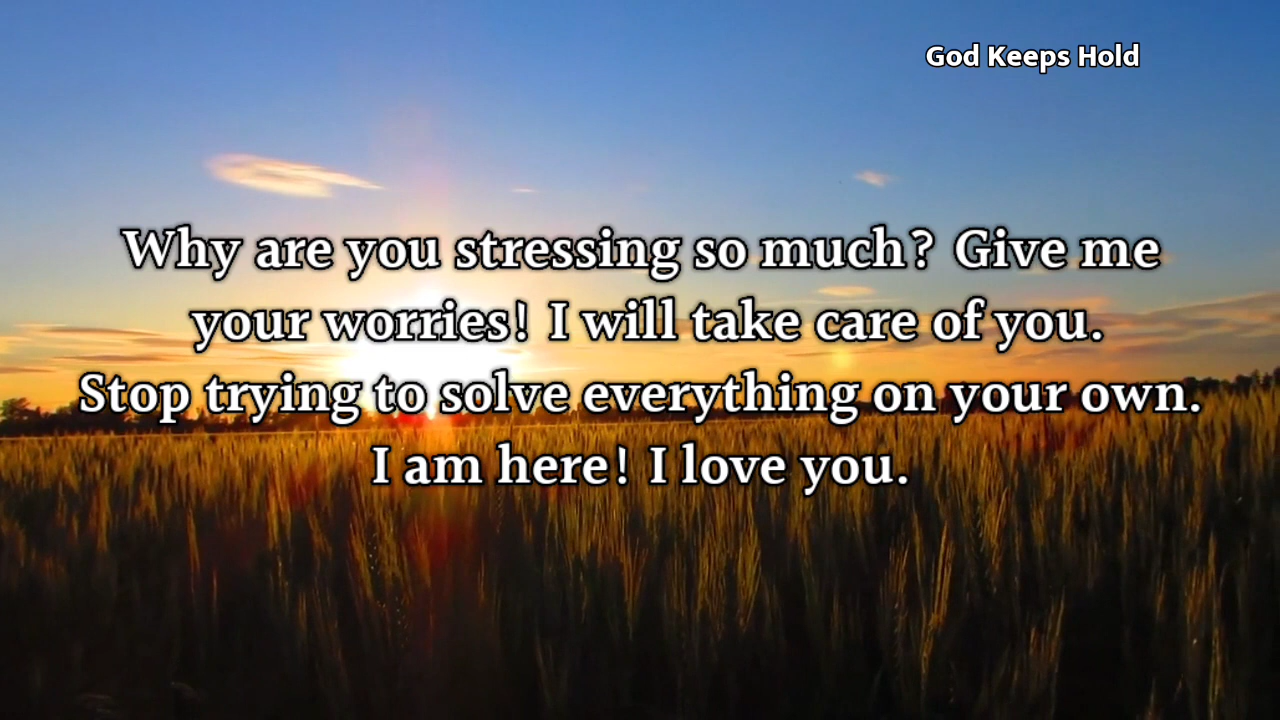 God Keeps Hold
Why are you stressing so much? Give me
your worries! I will take care of you.
Stop trying to solve everything on your own.
I am here! I love you.